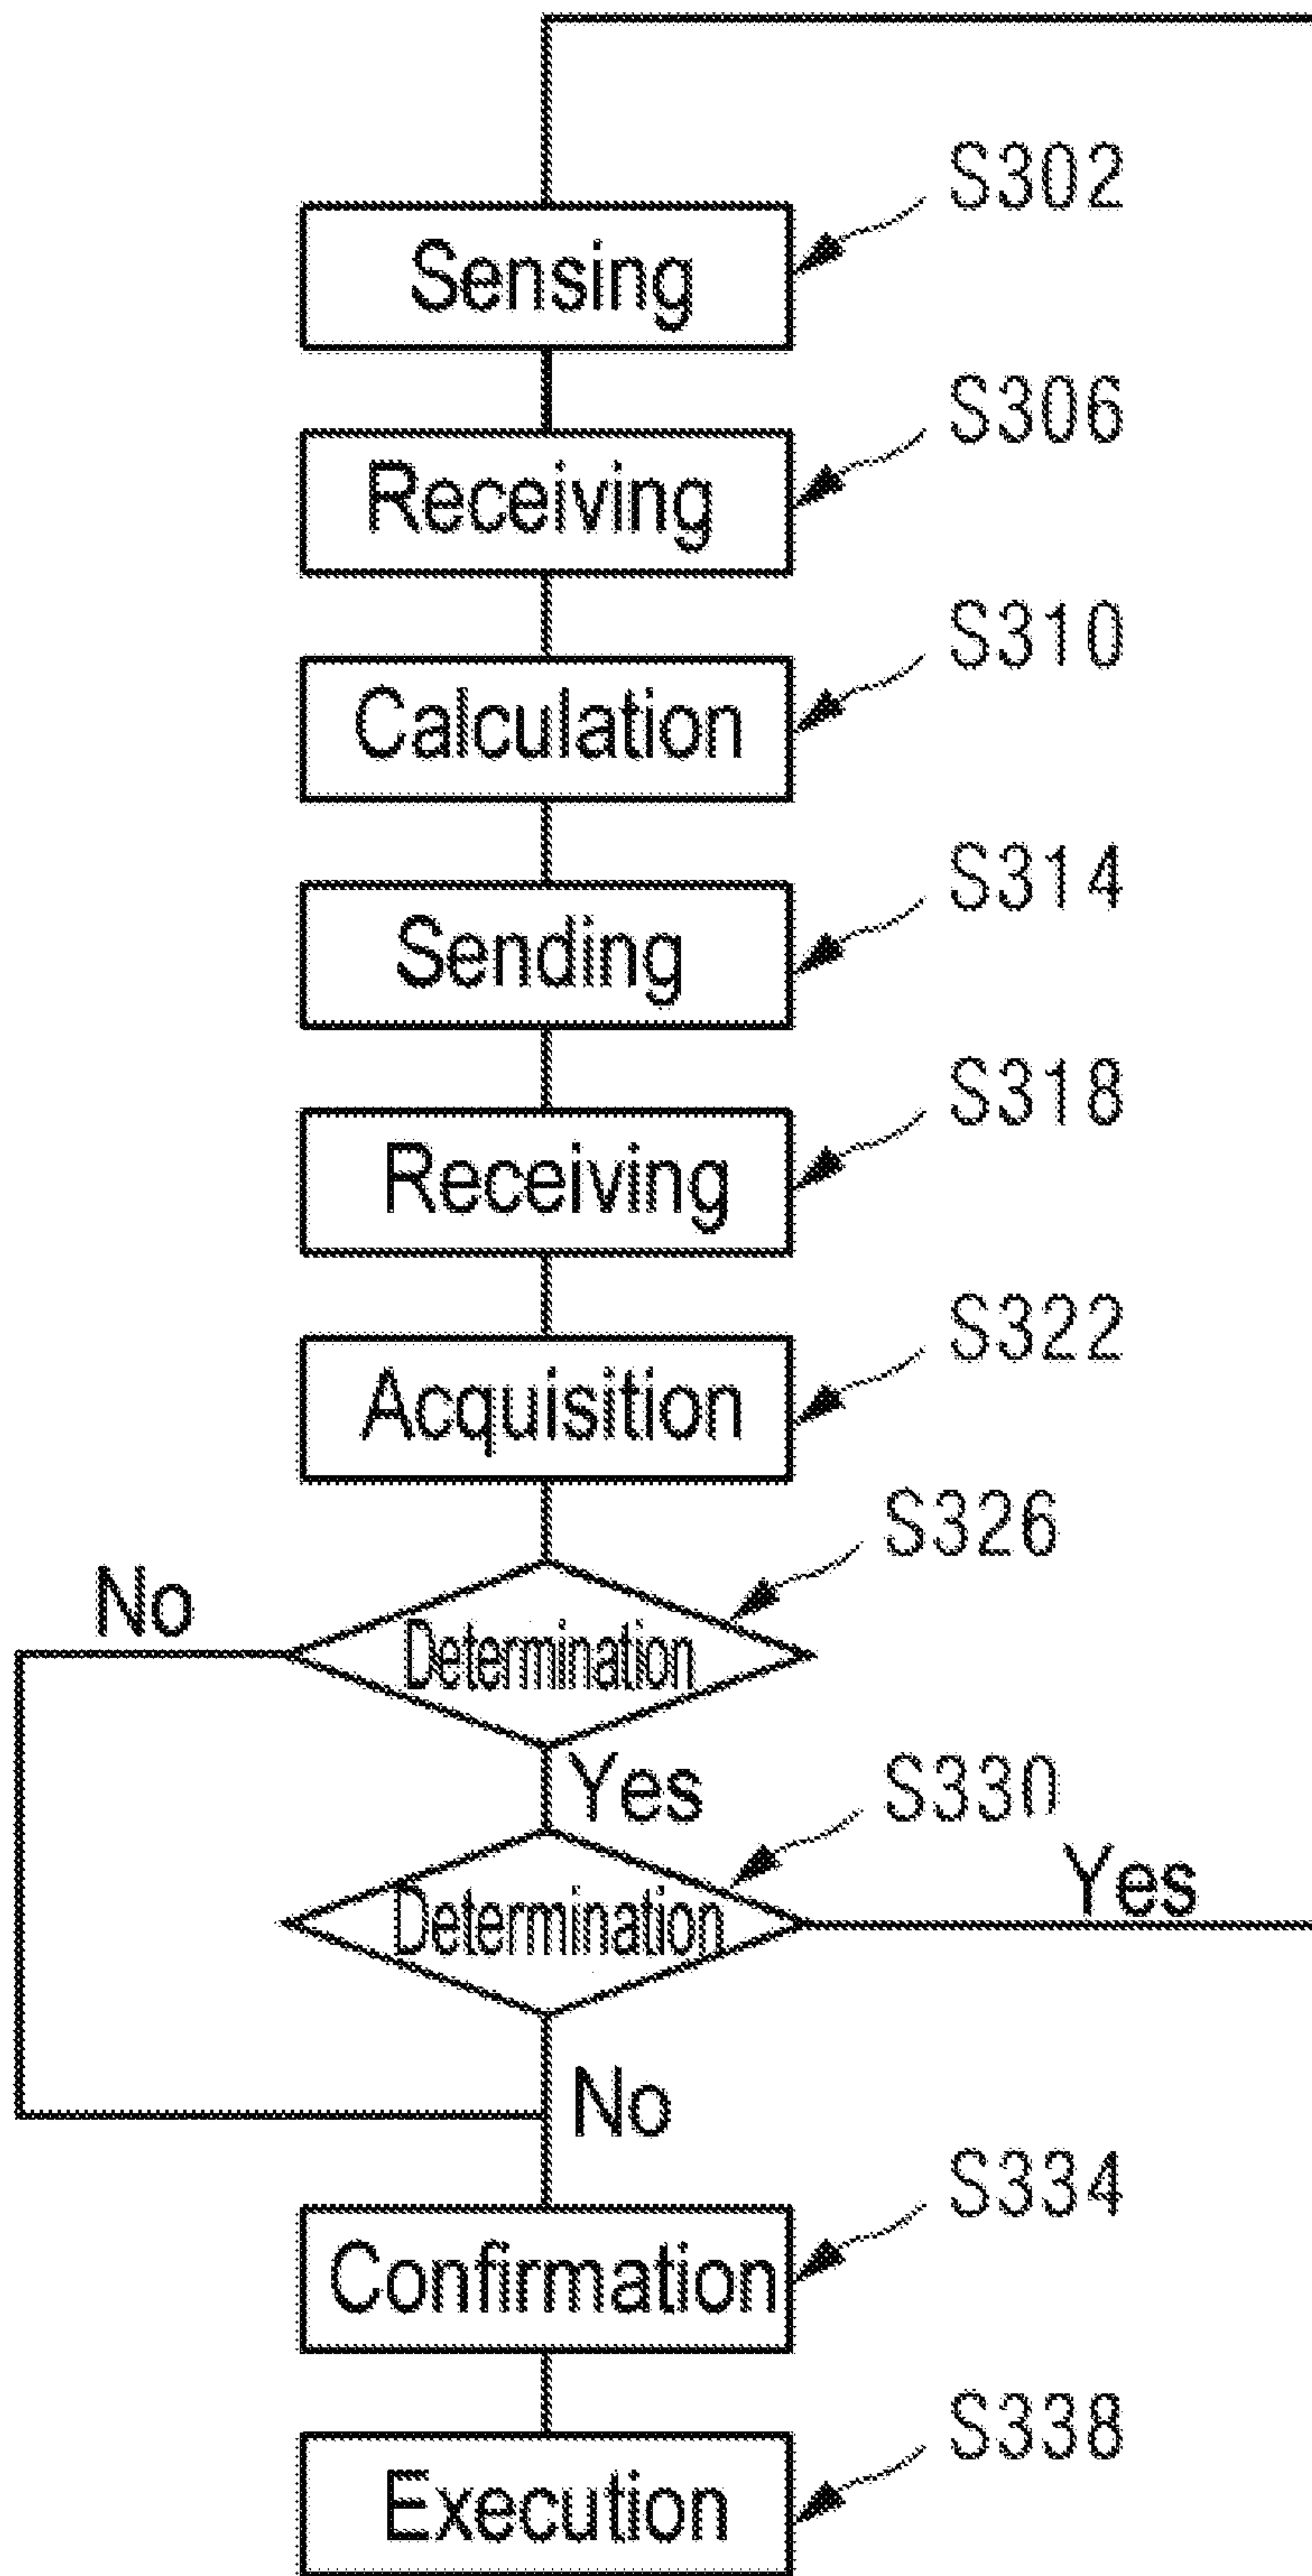 S302
Sensing
S306
Receiving
S310
Calculation
S314
Sending
S318
Receiving
S322
Acquisition
S326
No
Determination
Yes
S330
Yes
Determination
No
S334
Confirmation
S338
Execution